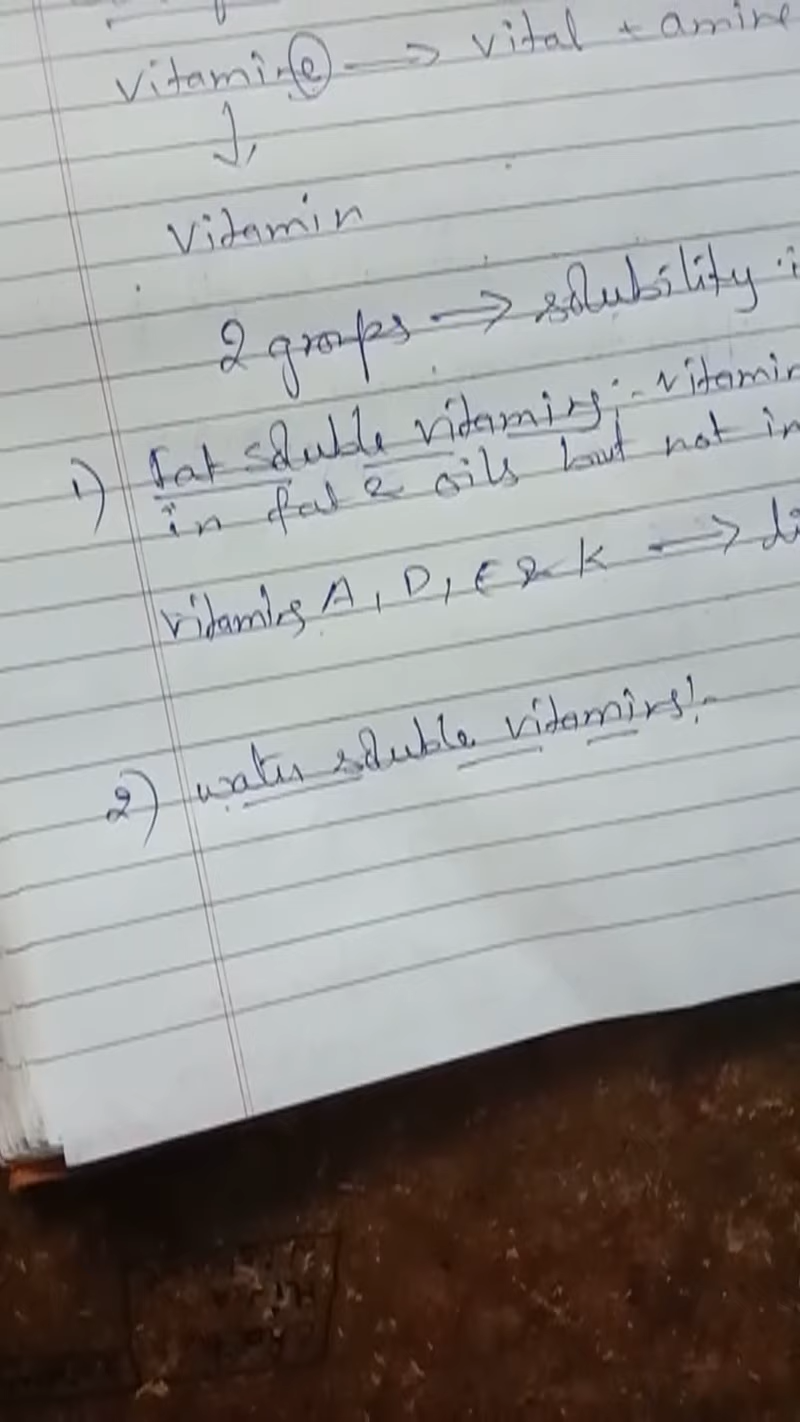 vitamine → vital + amine
↓
vitamin
2 groups → solubility
1) Fat soluble vitamins:- vitamin
in fat & oils but not in
vitamins A, D, E & K →
2) water soluble vitamins:-